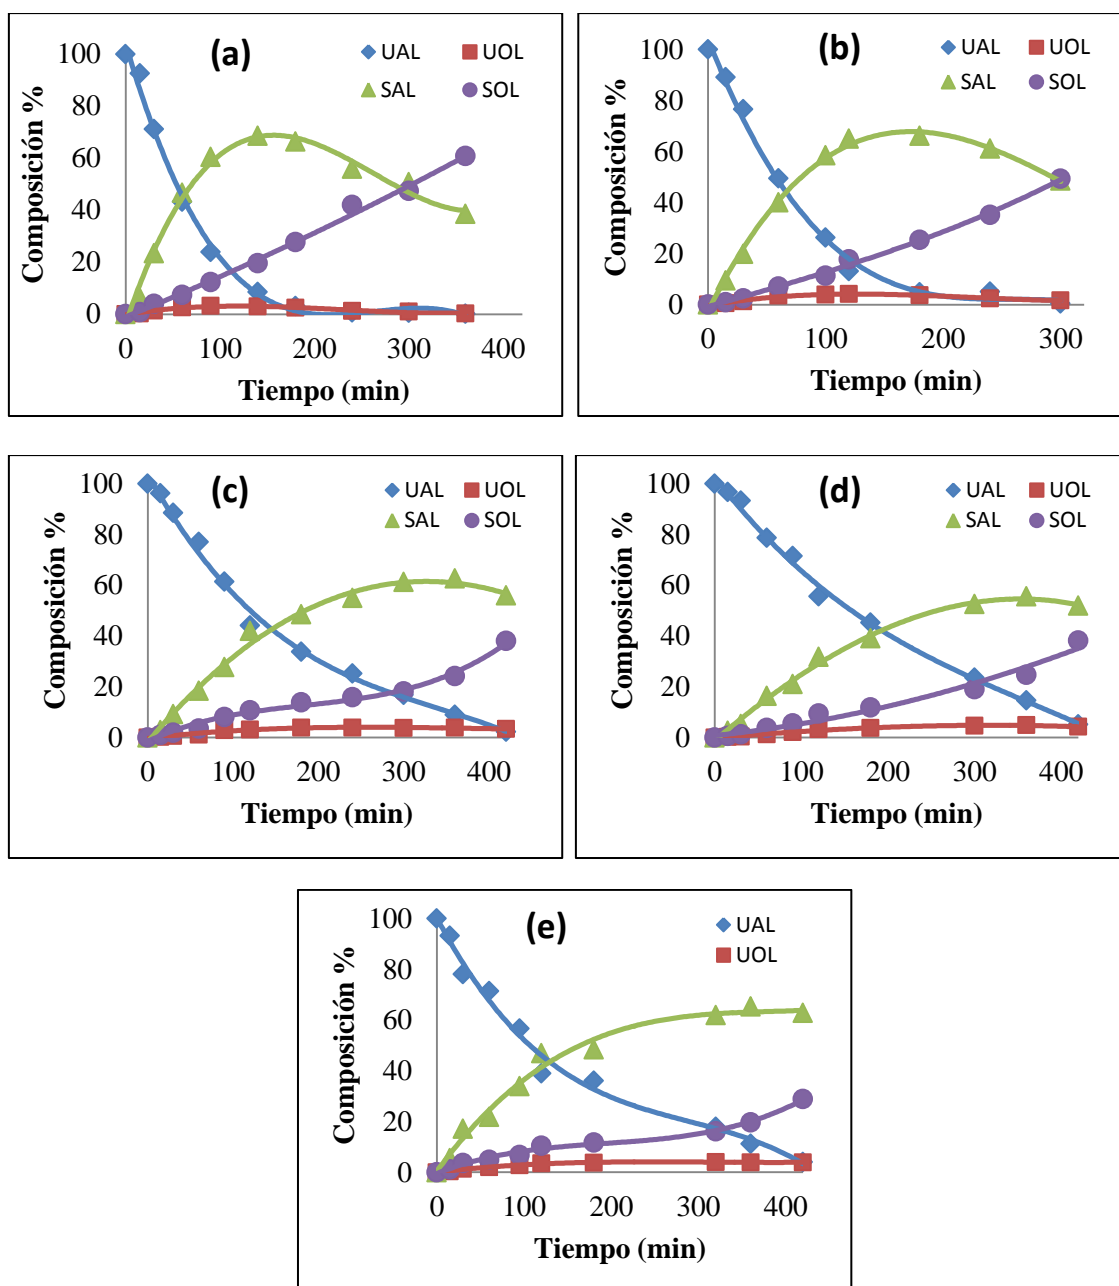 (a)
UAL UOL
SAL SOL
Composición %
100
80
60
40
20
0
0 100 200 300 400
Tiempo (min)
(b)
UAL UOL
SAL SOL
Composición %
100
80
60
40
20
0
0 100 200 300
Tiempo (min)
(c)
UAL UOL
SAL SOL
Composición %
100
80
60
40
20
0
0 100 200 300 400
Tiempo (min)
(d)
UAL UOL
SAL SOL
Composición %
100
80
60
40
20
0
0 100 200 300 400
Tiempo (min)
(e)
UAL
UOL
Composición %
100
80
60
40
20
0
0 100 200 300 400
Tiempo (min)